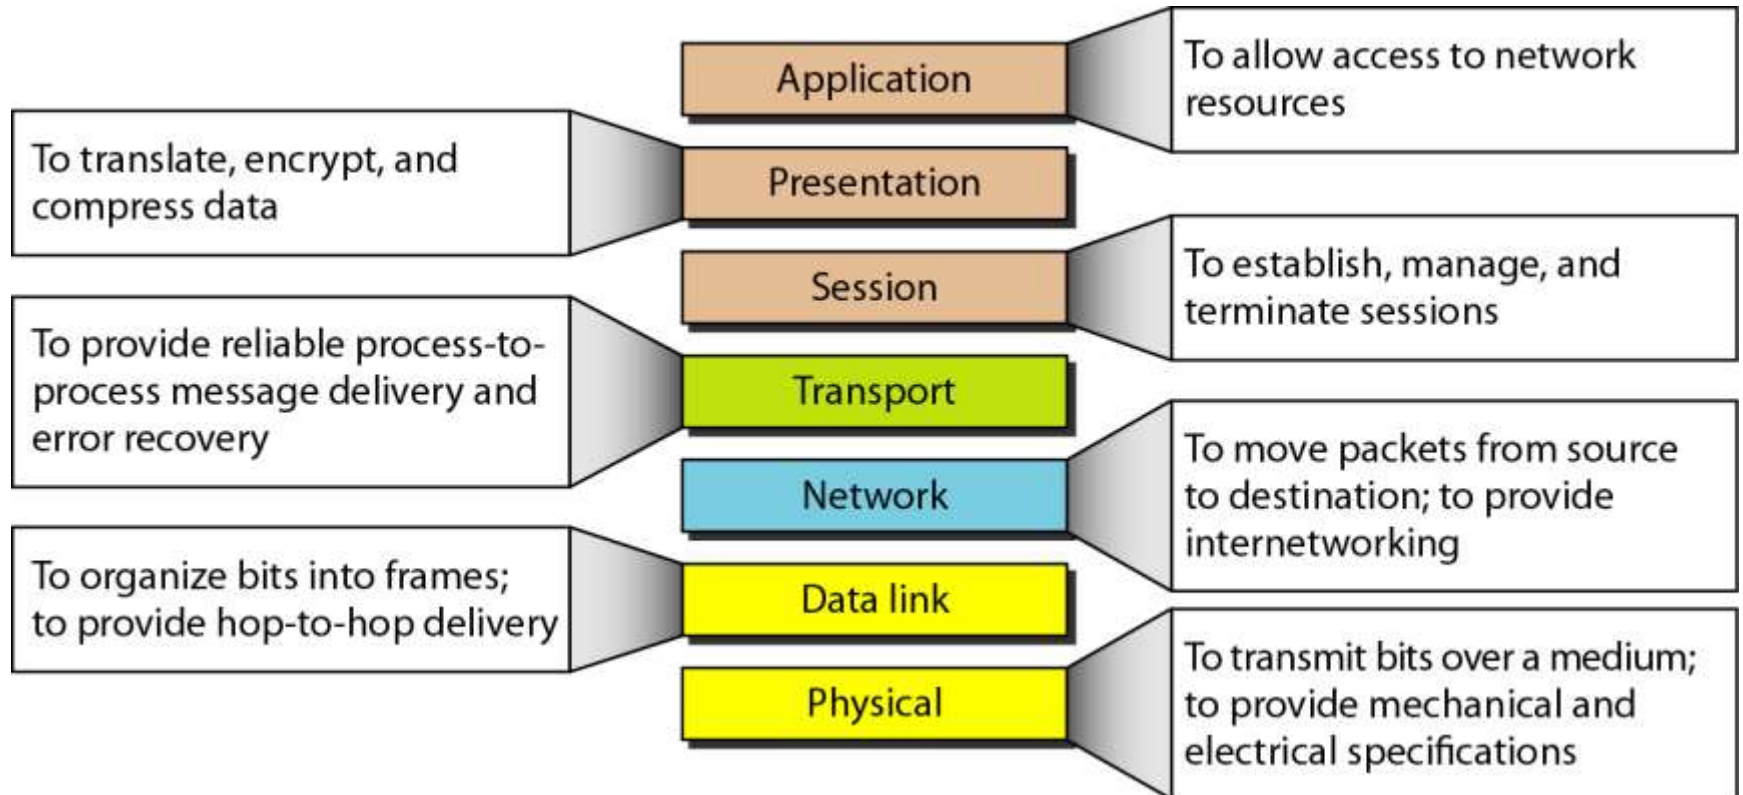 Application
To allow access to network
resources
To translate, encrypt, and
compress data
Presentation
Session
To establish, manage, and
terminate sessions
To provide reliable process-to-
process message delivery and
error recovery
Transport
Network
To move packets from source
to destination; to provide
internetworking
To organize bits into frames;
to provide hop-to-hop delivery
Data link
Physical
To transmit bits over a medium;
to provide mechanical and
electrical specifications